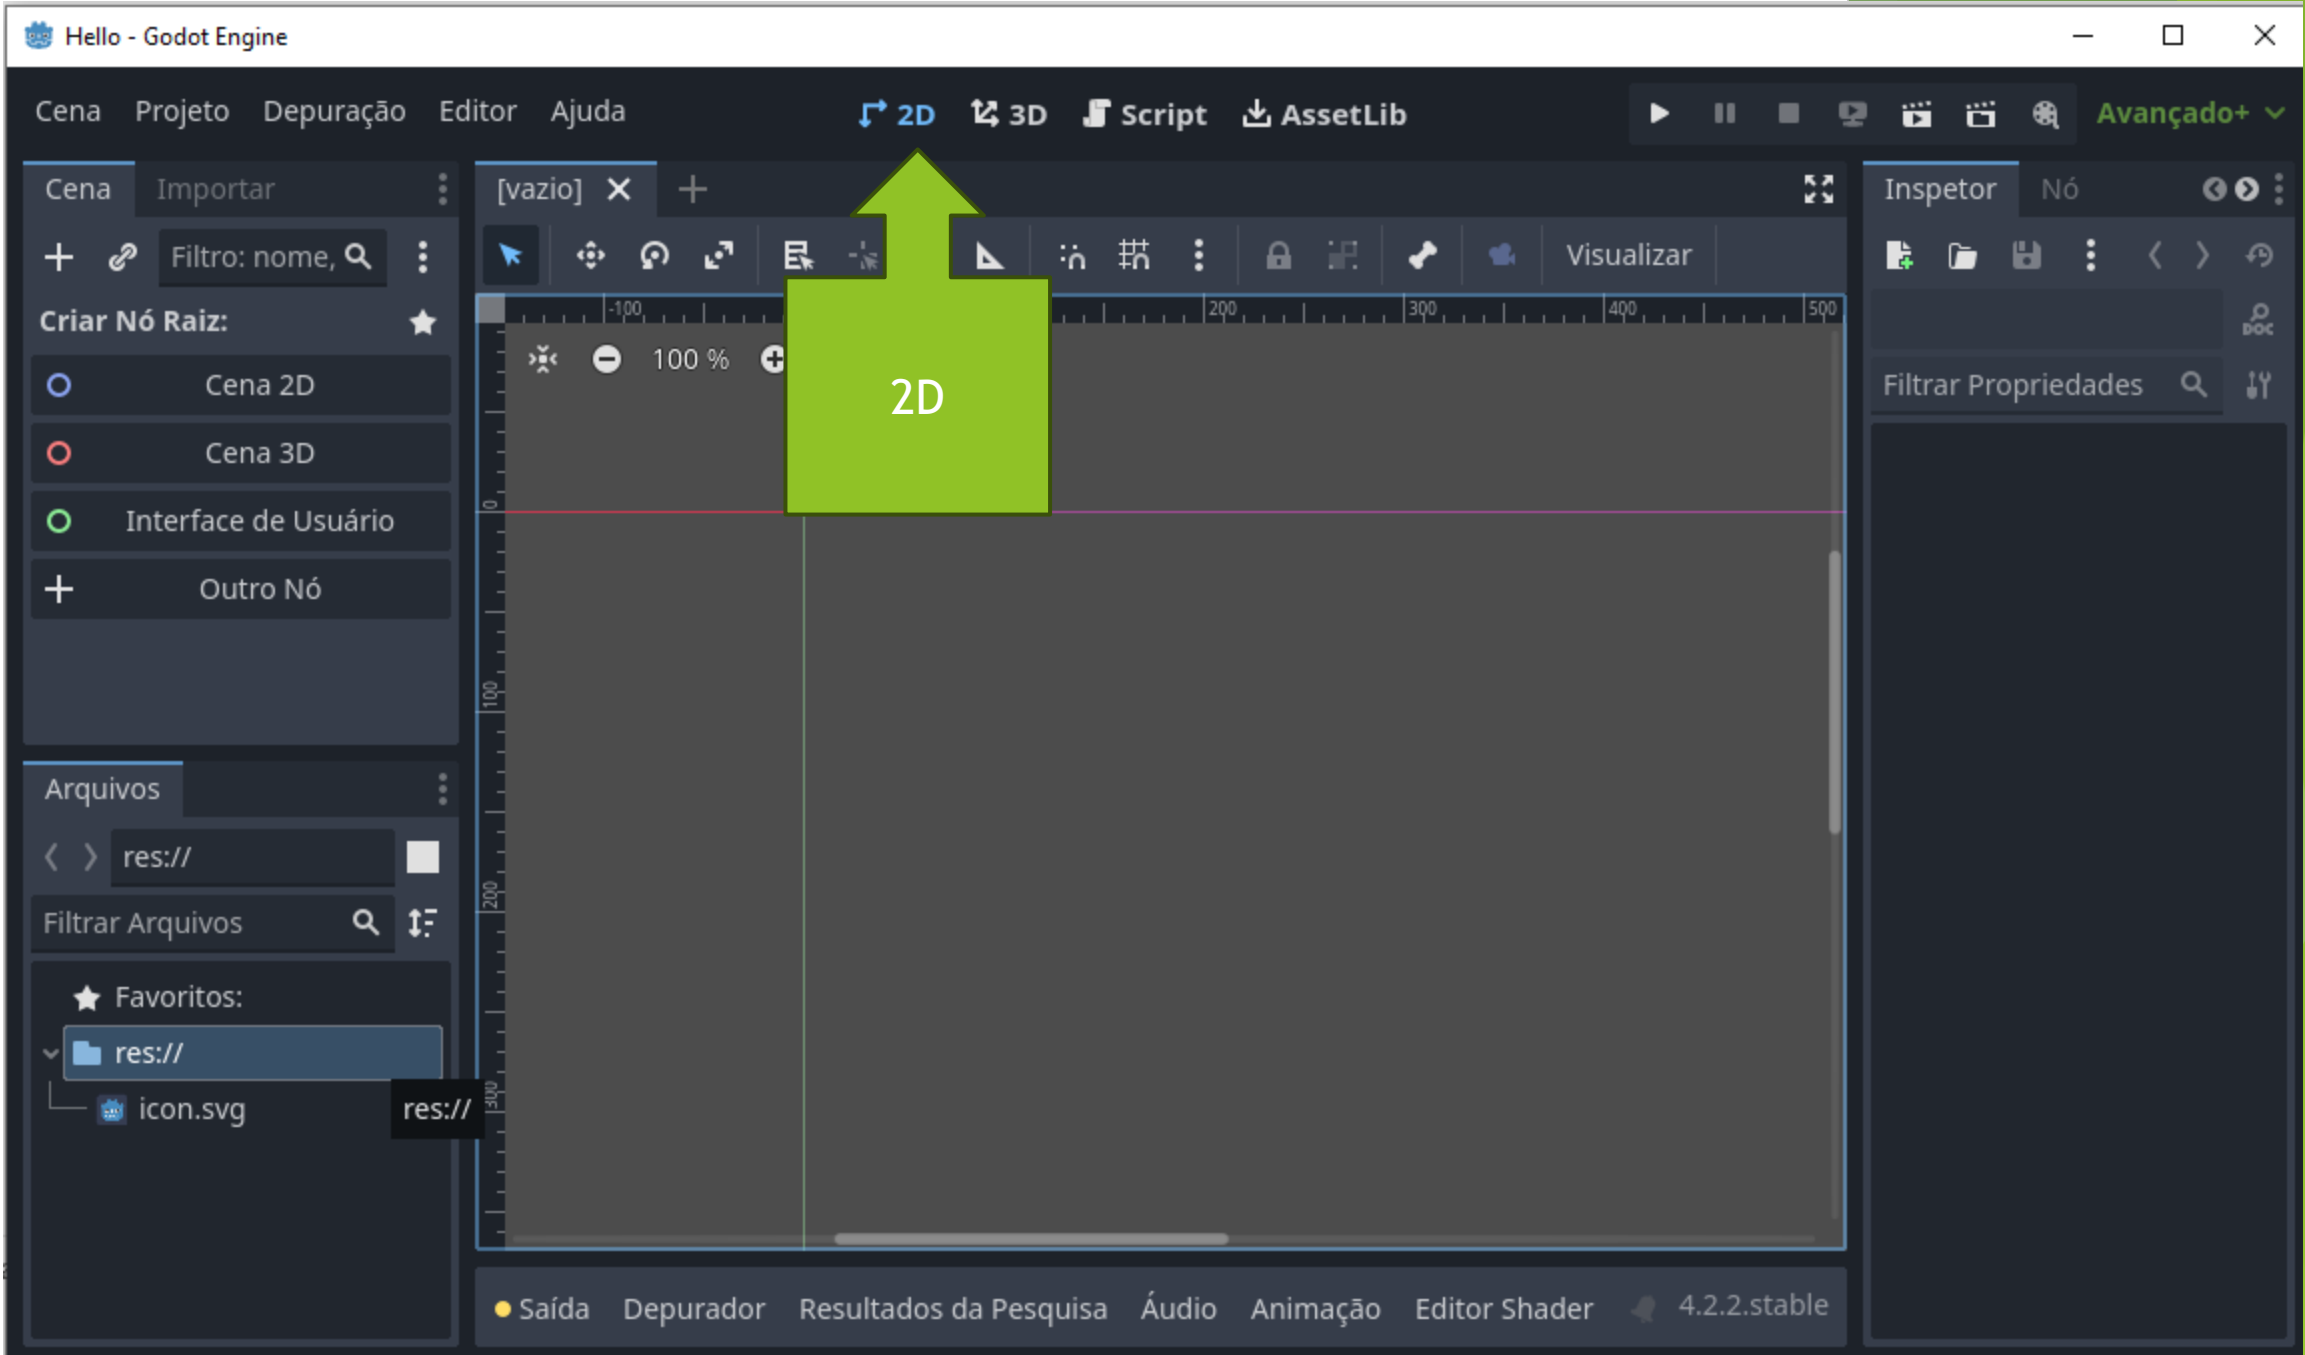 Hello - Godot Engine
Cena Projeto Depuração Editor Ajuda
2D 3D Script AssetLib
Avançado+
Cena Importar
Filtro: nome,
Criar Nó Raiz:
Cena 2D
Cena 3D
Interface de Usuário
Outro Nó
Arquivos
res://
Filtrar Arquivos
Favoritos:
res://
icon.svg
res://
[vazio]
Visualizar
-100 200 300 400 500
100 %
2D
0
100
200
300
Saída Depurador Resultados da Pesquisa Áudio Animação Editor Shader 4.2.2.stable
Inspetor Nó
DOC
Filtrar Propriedades